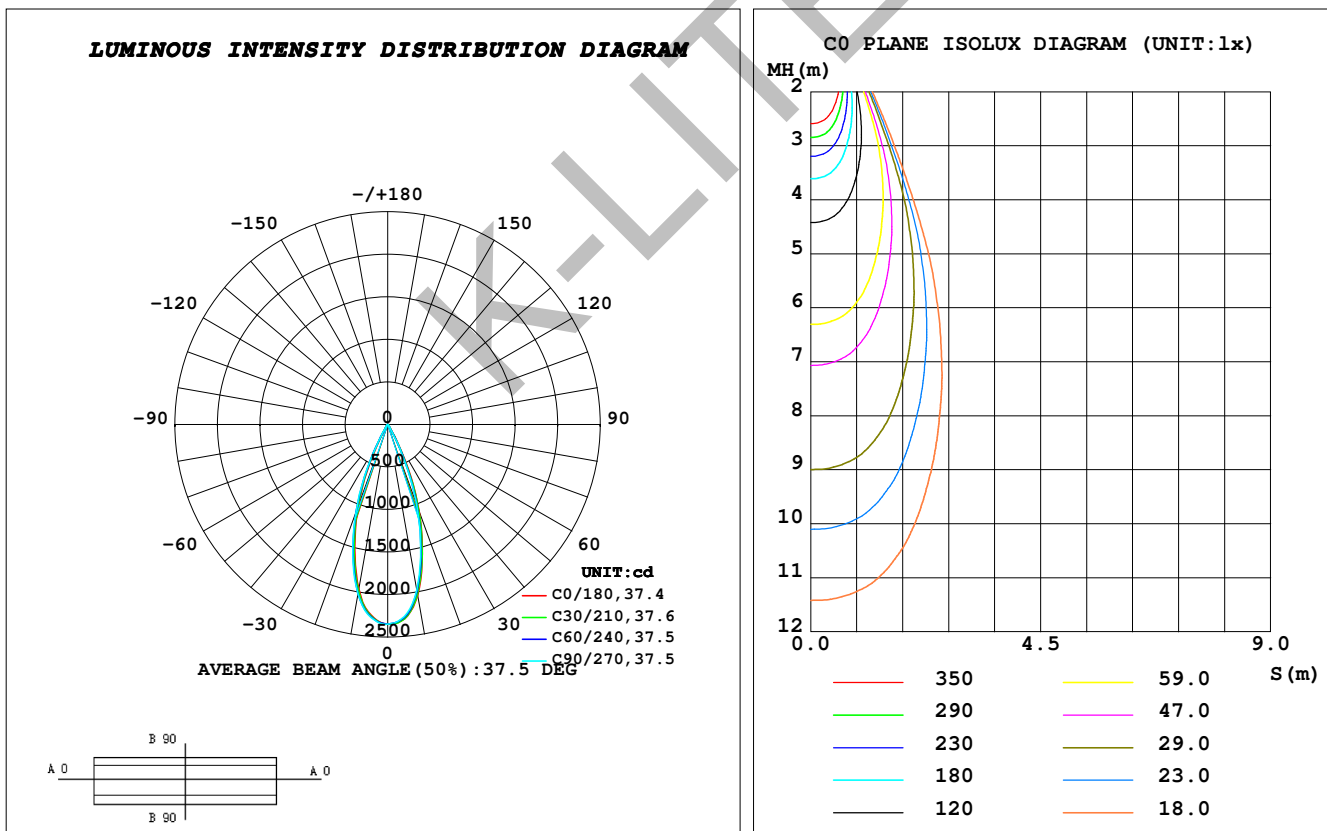 LUMINOUS INTENSITY DISTRIBUTION DIAGRAM
-/+180
-150
150
-120
120
-90
90
-60
60
-30
30
0
0
500
1000
1500
2000
2500
UNIT:cd
C0/180,37.4
C30/210,37.6
C60/240,37.5
C90/270,37.5
AVERAGE BEAM ANGLE(50%):37.5 DEG
B 90
A 0
A 0
B 90
K-LITE
C0 PLANE ISOLUX DIAGRAM (UNIT:lx)
MH(m)
2
3
4
5
6
7
8
9
10
11
12
0.0
4.5
9.0
S(m)
350
290
230
180
120
59.0
47.0
29.0
23.0
18.0